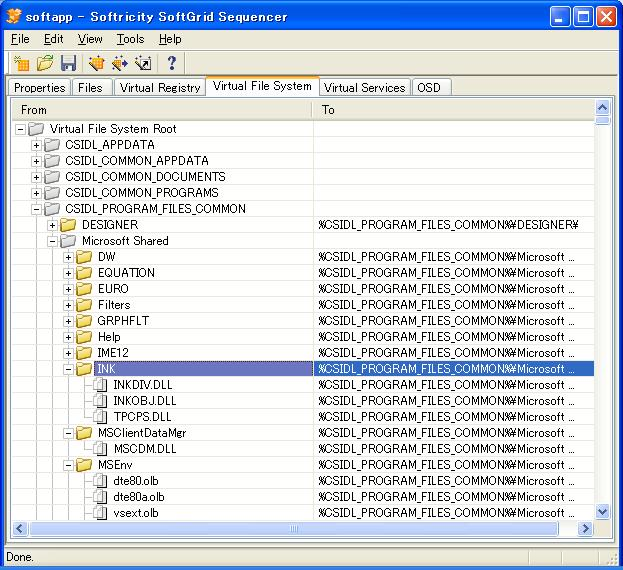 softapp - Softricity SoftGrid Sequencer
File Edit View Tools Help
Properties Files Virtual Registry Virtual File System Virtual Services OSD
From To
Virtual File System Root
CSIDL_APPDATA
CSIDL_COMMON_APPDATA
CSIDL_COMMON_DOCUMENTS
CSIDL_COMMON_PROGRAMS
CSIDL_PROGRAM_FILES_COMMON
DESIGNER %CSIDL_PROGRAM_FILES_COMMON%¥DESIGNER¥
Microsoft Shared
DW %CSIDL_PROGRAM_FILES_COMMON%¥Microsoft ...
EQUATION %CSIDL_PROGRAM_FILES_COMMON%¥Microsoft ...
EURO %CSIDL_PROGRAM_FILES_COMMON%¥Microsoft ...
Filters %CSIDL_PROGRAM_FILES_COMMON%¥Microsoft ...
GRPHFLT %CSIDL_PROGRAM_FILES_COMMON%¥Microsoft ...
Help %CSIDL_PROGRAM_FILES_COMMON%¥Microsoft ...
IME12 %CSIDL_PROGRAM_FILES_COMMON%¥Microsoft ...
INK %CSIDL_PROGRAM_FILES_COMMON%¥Microsoft ...
INKDIV.DLL %CSIDL_PROGRAM_FILES_COMMON%¥Microsoft ...
INKOBJ.DLL %CSIDL_PROGRAM_FILES_COMMON%¥Microsoft ...
TPCPS.DLL %CSIDL_PROGRAM_FILES_COMMON%¥Microsoft ...
MSClientDataMgr %CSIDL_PROGRAM_FILES_COMMON%¥Microsoft ...
MSCDM.DLL %CSIDL_PROGRAM_FILES_COMMON%¥Microsoft ...
MSEnv %CSIDL_PROGRAM_FILES_COMMON%¥Microsoft ...
dte80.olb %CSIDL_PROGRAM_FILES_COMMON%¥Microsoft ...
dte80a.olb %CSIDL_PROGRAM_FILES_COMMON%¥Microsoft ...
vsext.olb %CSIDL_PROGRAM_FILES_COMMON%¥Microsoft ...
Done.